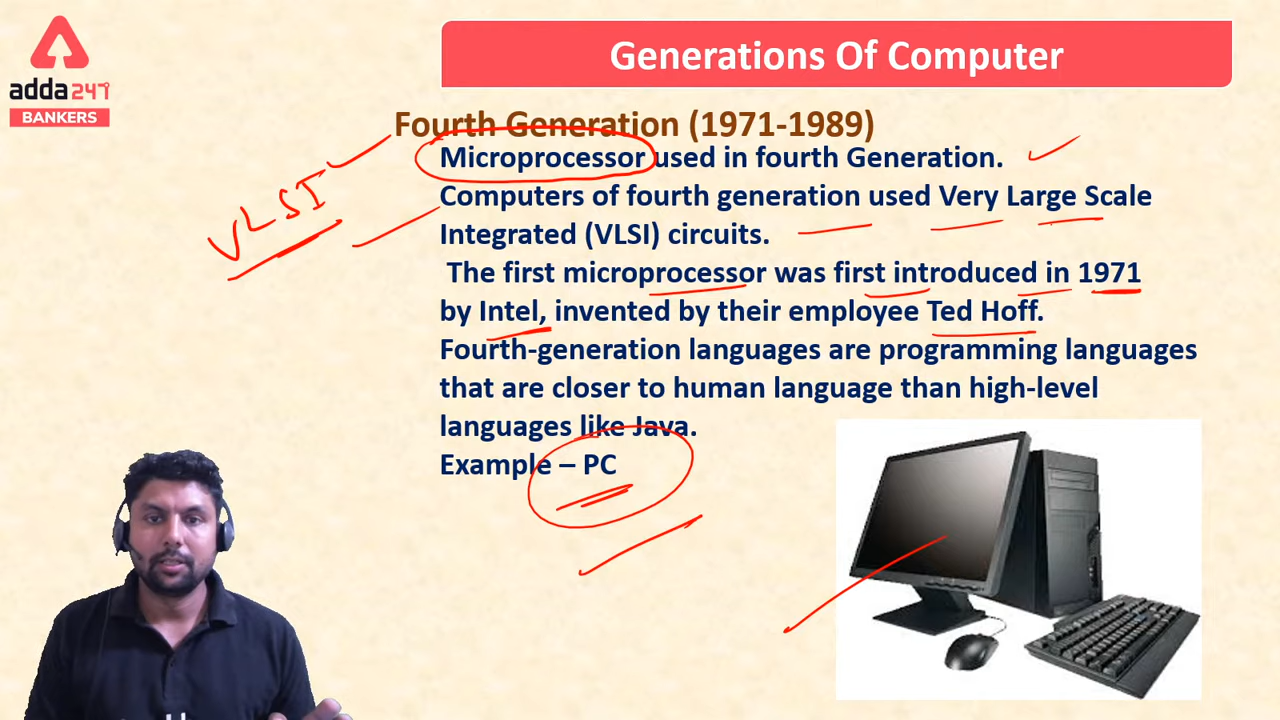 adda247
BANKERS
Generations Of Computer
Fourth Generation (1971-1989)
Microprocessor used in fourth Generation.
Computers of fourth generation used Very Large Scale
Integrated (VLSI) circuits.
The first microprocessor was first introduced in 1971
by Intel, invented by their employee Ted Hoff.
Fourth-generation languages are programming languages
that are closer to human language than high-level
languages like Java.
Example – PC
VLSI